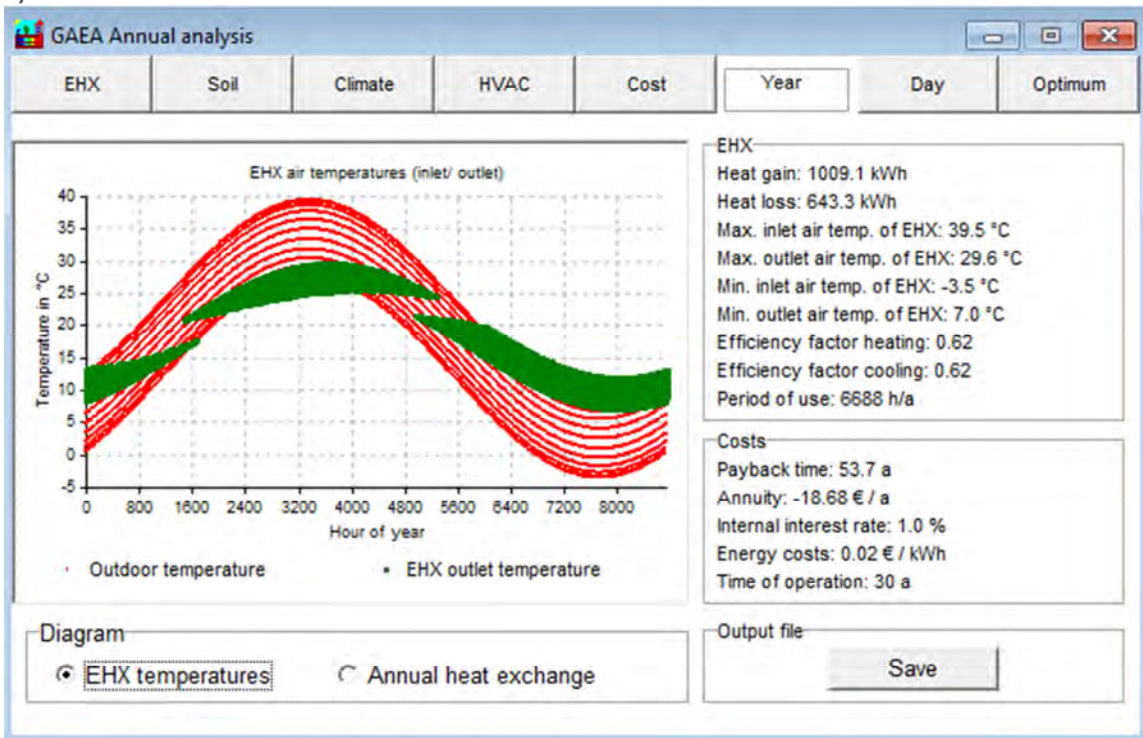 GAEA Annual analysis
EHX Soil Climate HVAC Cost Year Day Optimum
EHX air temperatures (inlet/ outlet)
40
35
30
25
20
15
10
5
0
-5
Temperature in °C
0 800 1600 2400 3200 4000 4800 5600 6400 7200 8000
Hour of year
Outdoor temperature EHX outlet temperature
EHX
Heat gain: 1009.1 kWh
Heat loss: 643.3 kWh
Max. inlet air temp. of EHX: 39.5 °C
Max. outlet air temp. of EHX: 29.6 °C
Min. inlet air temp. of EHX: -3.5 °C
Min. outlet air temp. of EHX: 7.0 °C
Efficiency factor heating: 0.62
Efficiency factor cooling: 0.62
Period of use: 6688 h/a
Costs
Payback time: 53.7 a
Annuity: -18.68 € / a
Internal interest rate: 1.0 %
Energy costs: 0.02 € / kWh
Time of operation: 30 a
Diagram
EHX temperatures Annual heat exchange
Output file
Save